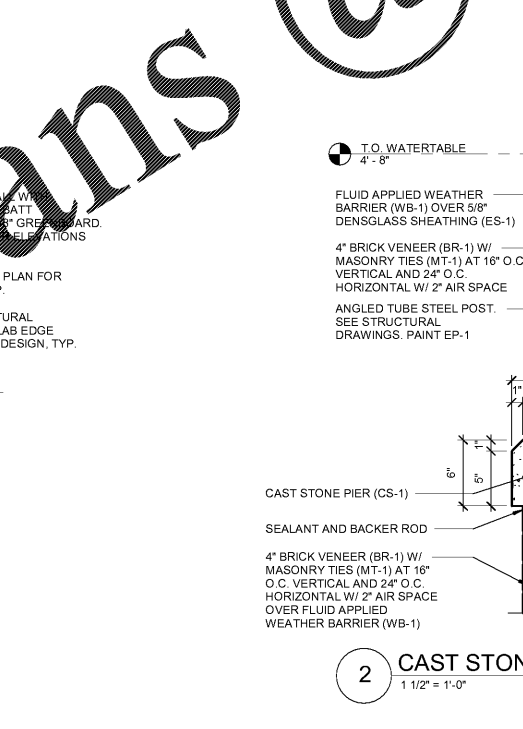 ans @
ALL WITH
BATT
8" GREENBOARD.
ELEVATIONS
PLAN FOR
P.
TURAL
LAB EDGE
DESIGN, TYP.
T.O. WATERTABLE
4' - 8"
FLUID APPLIED WEATHER
BARRIER (WB-1) OVER 5/8"
DENSGLASS SHEATHING (ES-1)
4" BRICK VENEER (BR-1) W/
MASONRY TIES (MT-1) AT 16" O.C
VERTICAL AND 24" O.C.
HORIZONTAL W/ 2" AIR SPACE
ANGLED TUBE STEEL POST.
SEE STRUCTURAL
DRAWINGS. PAINT EP-1
1"
1"
6"
5"
CAST STONE PIER (CS-1)
SEALANT AND BACKER ROD
4" BRICK VENEER (BR-1) W/
MASONRY TIES (MT-1) AT 16"
O.C. VERTICAL AND 24" O.C.
HORIZONTAL W/ 2" AIR SPACE
OVER FLUID APPLIED
WEATHER BARRIER (WB-1)
2 CAST STON
1 1/2" = 1'-0"